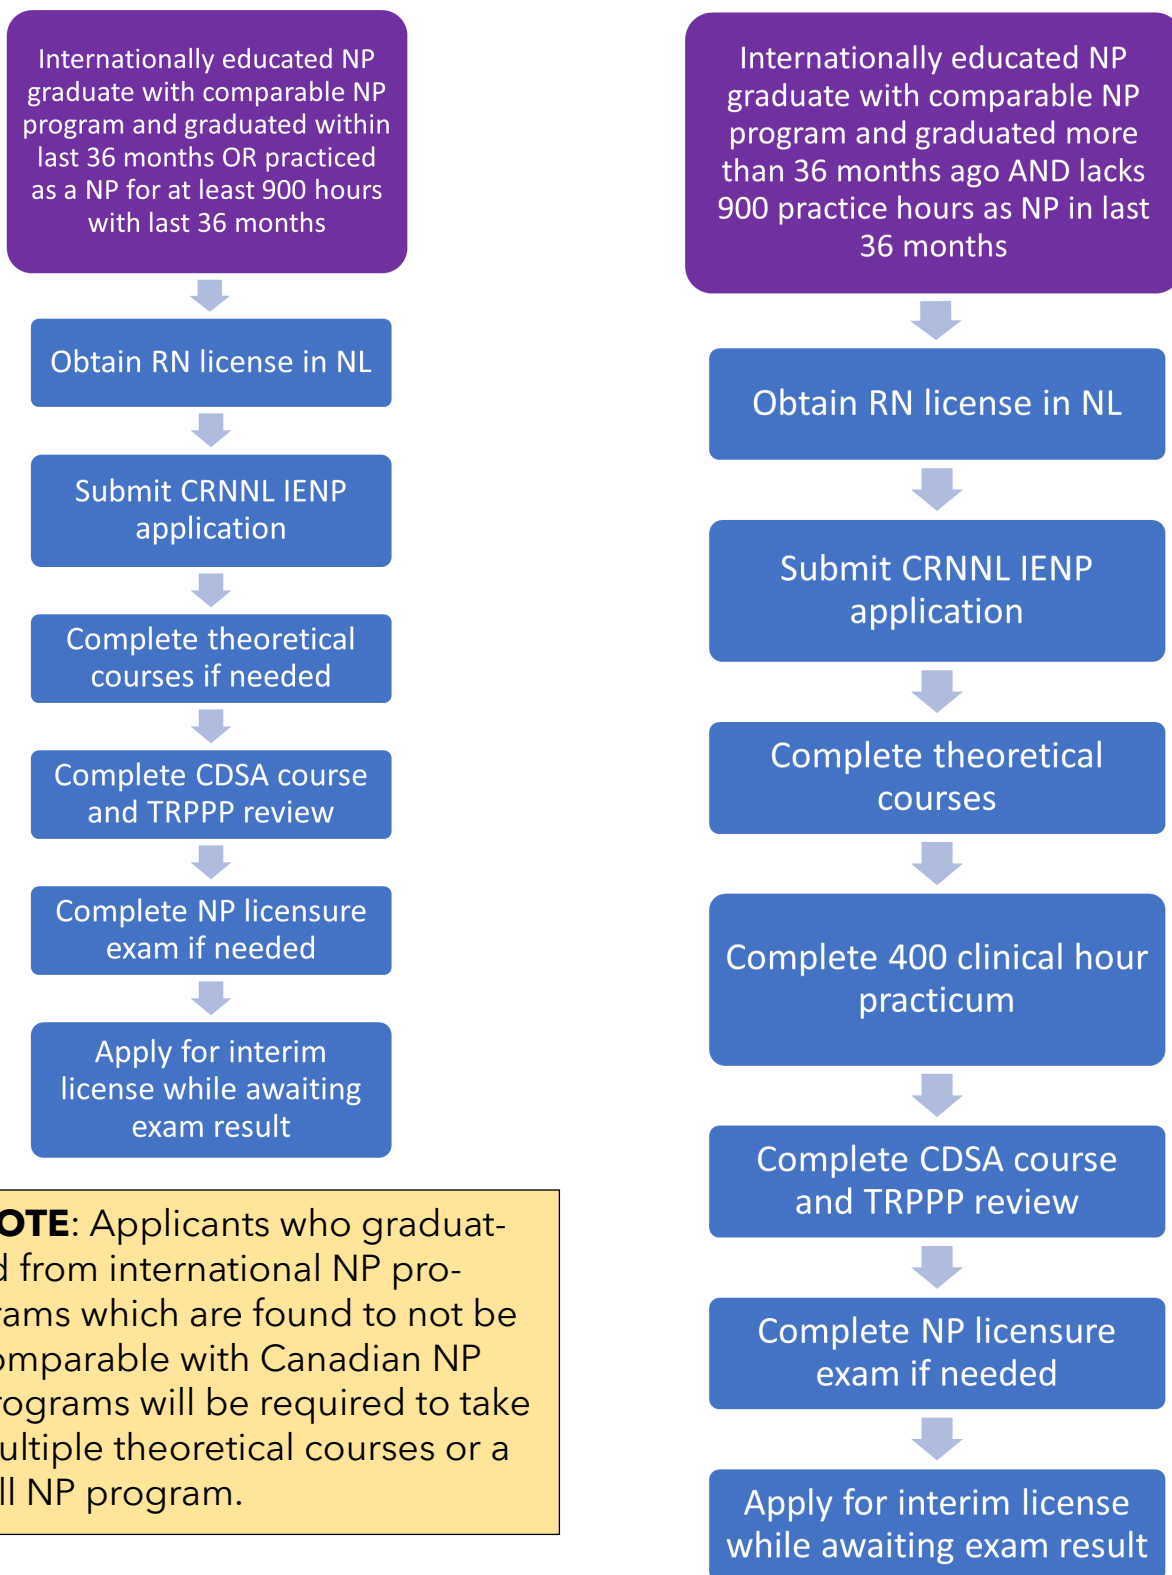 Internationally educated NP
graduate with comparable NP
program and graduated within
last 36 months OR practiced
as a NP for at least 900 hours
with last 36 months
Obtain RN license in NL
Submit CRNNL IENP
application
Complete theoretical
courses if needed
Complete CDSA course
and TRPPP review
Complete NP licensure
exam if needed
Apply for interim
license while awaiting
exam result
OTE: Applicants who graduat-
d from international NP pro-
rams which are found to not be
omparable with Canadian NP
rograms will be required to take
ultiple theoretical courses or a
ll NP program.
Internationally educated NP
graduate with comparable NP
program and graduated more
than 36 months ago AND lacks
900 practice hours as NP in last
36 months
Obtain RN license in NL
Submit CRNNL IENP
application
Complete theoretical
courses
Complete 400 clinical hour
practicum
Complete CDSA course
and TRPPP review
Complete NP licensure
exam if needed
Apply for interim license
while awaiting exam result